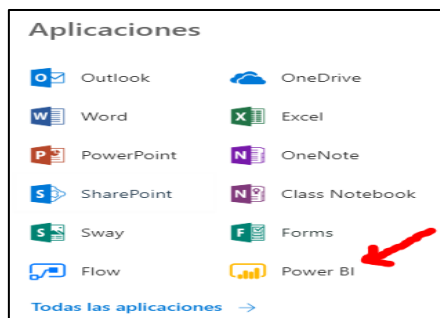 Aplicaciones
Outlook OneDrive
Word Excel
PowerPoint OneNote
SharePoint Class Notebook
Sway Forms
Flow Power BI
Todas las aplicaciones →